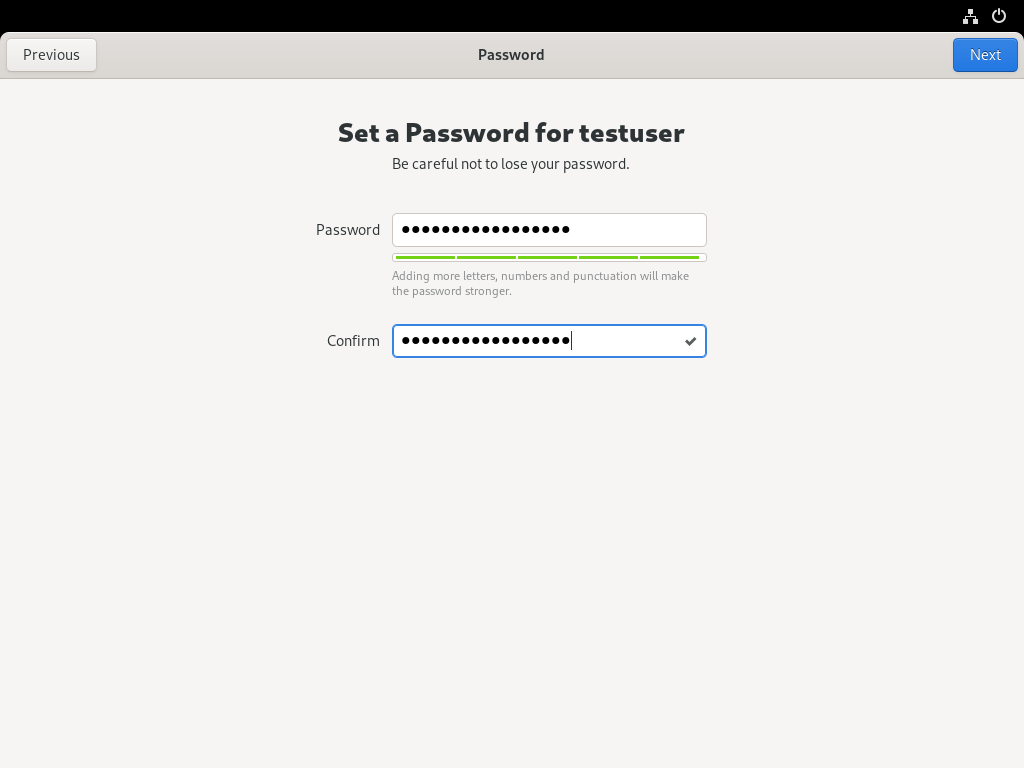 Previous
Password
Next
Set a Password for testuser
Be careful not to lose your password.
Password
●●●●●●●●●●●●●●●●●
Adding more letters, numbers and punctuation will make
the password stronger.
Confirm
●●●●●●●●●●●●●●●●●